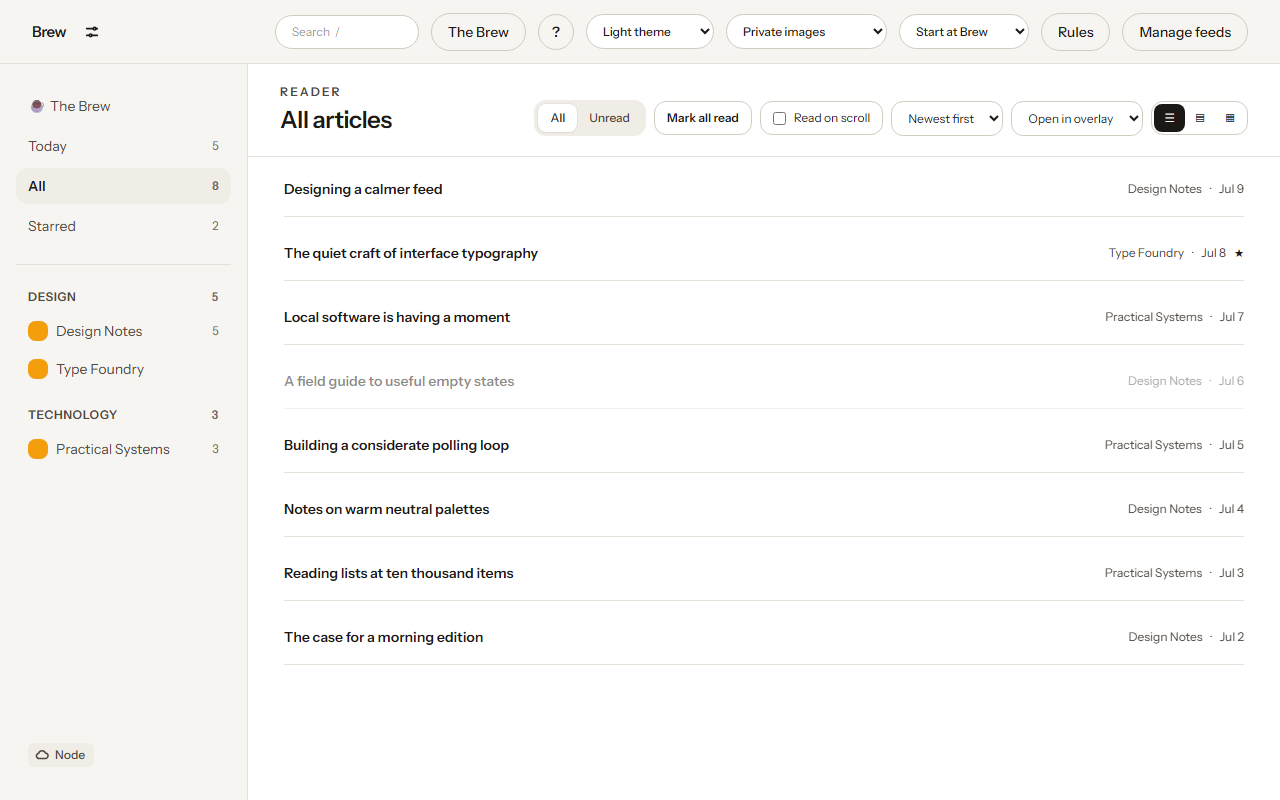 Brew
Search /
The Brew
?
Light theme
Private images
Start at Brew
Rules
Manage feeds
The Brew
Today 5
All 8
Starred 2
DESIGN 5
Design Notes 5
Type Foundry
TECHNOLOGY 3
Practical Systems 3
Node
READER
All articles
All
Unread
Mark all read
Read on scroll
Newest first
Open in overlay
Designing a calmer feed Design Notes · Jul 9
The quiet craft of interface typography Type Foundry · Jul 8 ★
Local software is having a moment Practical Systems · Jul 7
A field guide to useful empty states Design Notes · Jul 6
Building a considerate polling loop Practical Systems · Jul 5
Notes on warm neutral palettes Design Notes · Jul 4
Reading lists at ten thousand items Practical Systems · Jul 3
The case for a morning edition Design Notes · Jul 2